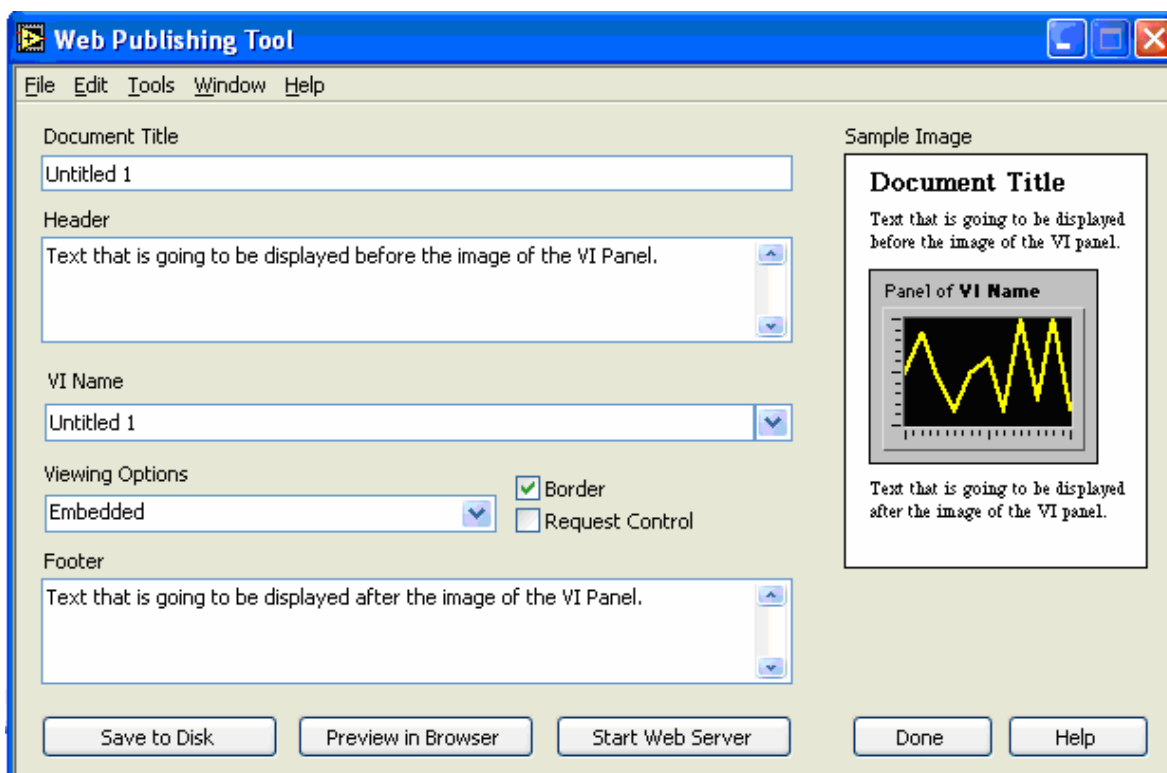 Web Publishing Tool
File Edit Tools Window Help
Document Title
Untitled 1
Header
Text that is going to be displayed before the image of the VI Panel.
VI Name
Untitled 1
Viewing Options
Embedded
Border
Request Control
Footer
Text that is going to be displayed after the image of the VI Panel.
Sample Image
Document Title
Text that is going to be displayed
before the image of the VI panel.
Panel of VI Name
Text that is going to be displayed
after the image of the VI panel.
Save to Disk Preview in Browser Start Web Server Done Help